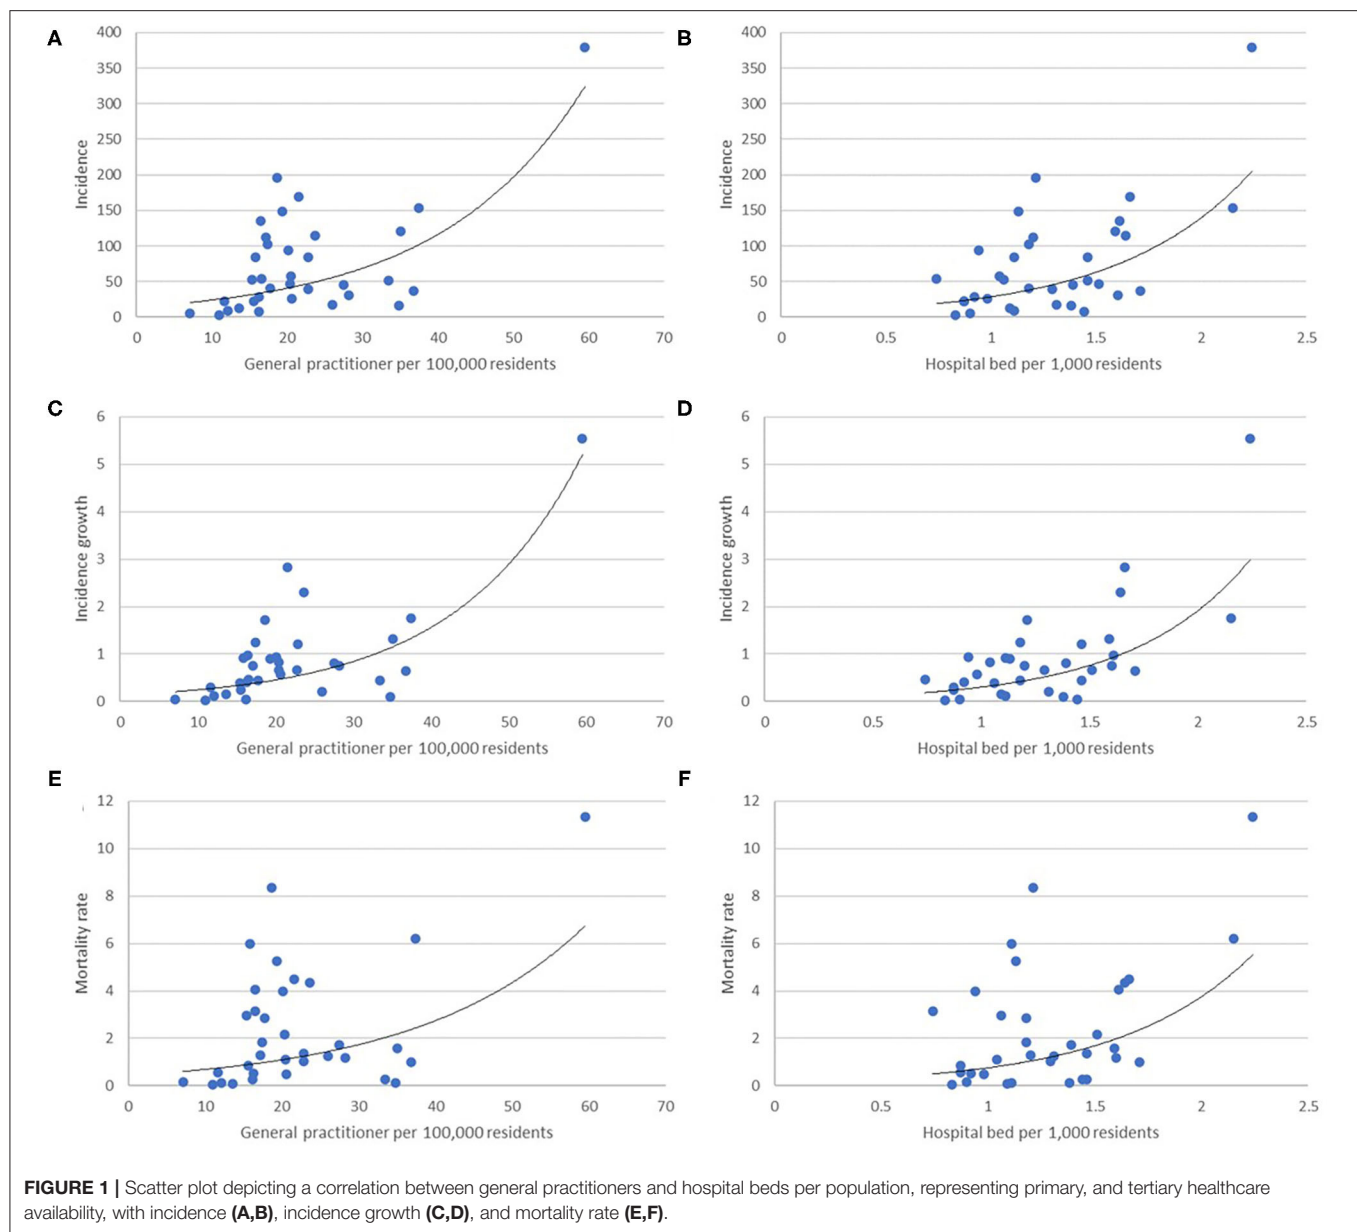 A
400
350
300
250
200
150
100
50
0
Incidence
0 10 20 30 40 50 60 70
General practitioner per 100,000 residents
B
400
350
300
250
200
150
100
50
0
Incidence
0 0.5 1 1.5 2 2.5
Hospital bed per 1,000 residents
C
6
5
4
3
2
1
0
Incidence growth
0 10 20 30 40 50 60 70
General practitioner per 100,000 residents
D
6
5
4
3
2
1
0
Incidence growth
0 0.5 1 1.5 2 2.5
Hospital bed per 1,000 residents
E
12
10
8
6
4
2
0
Mortality rate
0 10 20 30 40 50 60 70
General practitioner per 100,000 residents
F
12
10
8
6
4
2
0
Mortality rate
0 0.5 1 1.5 2 2.5
Hospital bed per 1,000 residents
FIGURE 1 | Scatter plot depicting a correlation between general practitioners and hospital beds per population, representing primary, and tertiary healthcare
availability, with incidence (A,B), incidence growth (C,D), and mortality rate (E,F).